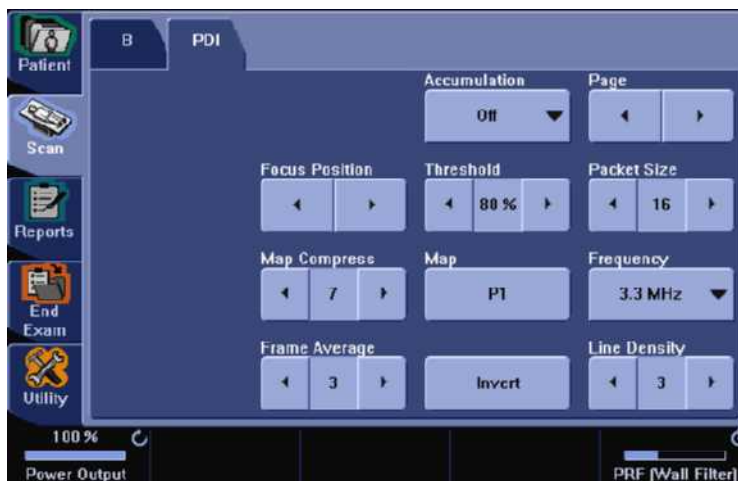 Patient
Scan
Reports
End
Exam
Utility
B
PDI
Accumulation
Off
Page
Focus Position
Threshold
80 %
Packet Size
16
Map Compress
7
Map
P1
Frequency
3.3 MHz
Frame Average
3
Invert
Line Density
3
100 %
Power Output
PRF (Wall Filter)